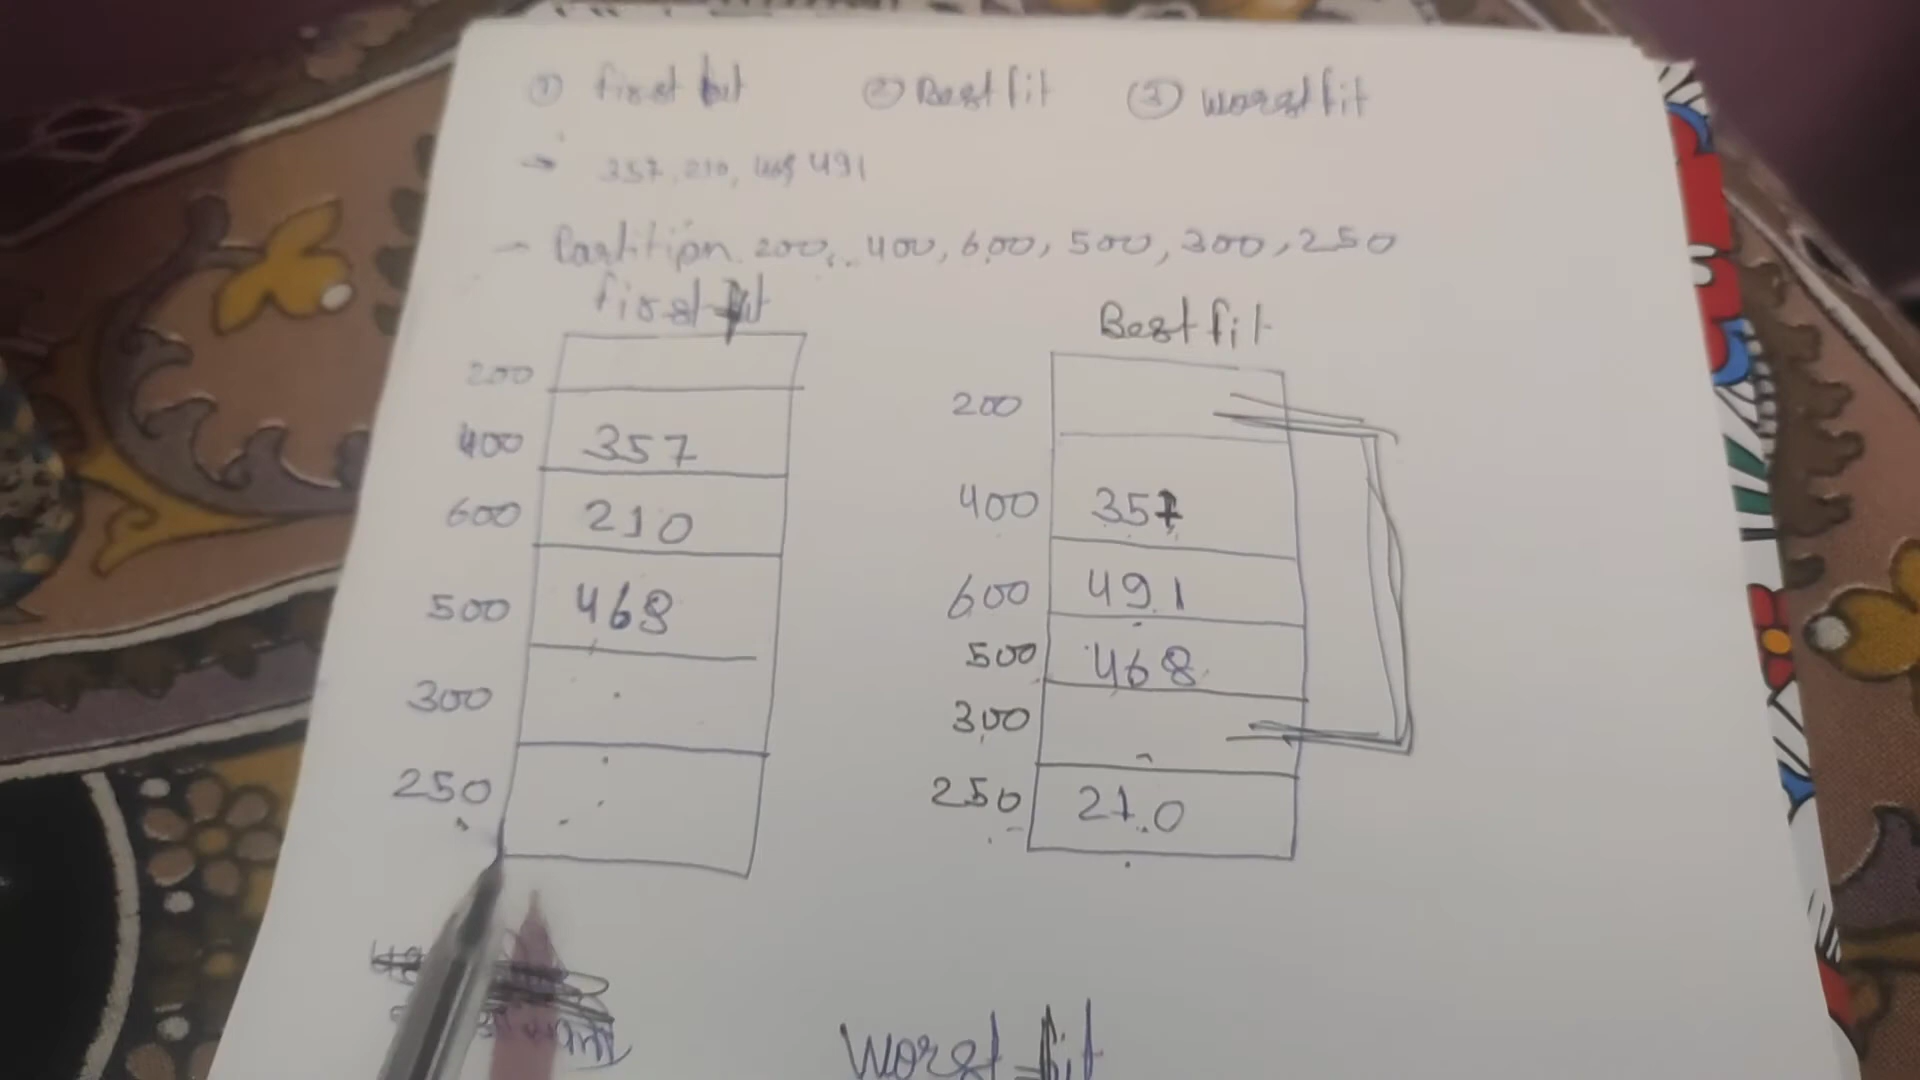 ① first fit ② Best fit ③ worst fit
→ 357, 210, 468 491
→ Partition 200, 400, 600, 500, 300, 250
first fit
200
400 357
600 210
500 468
300
250
Best fit
200
400 357
600 491
500 468
300
250 210
Worst fit